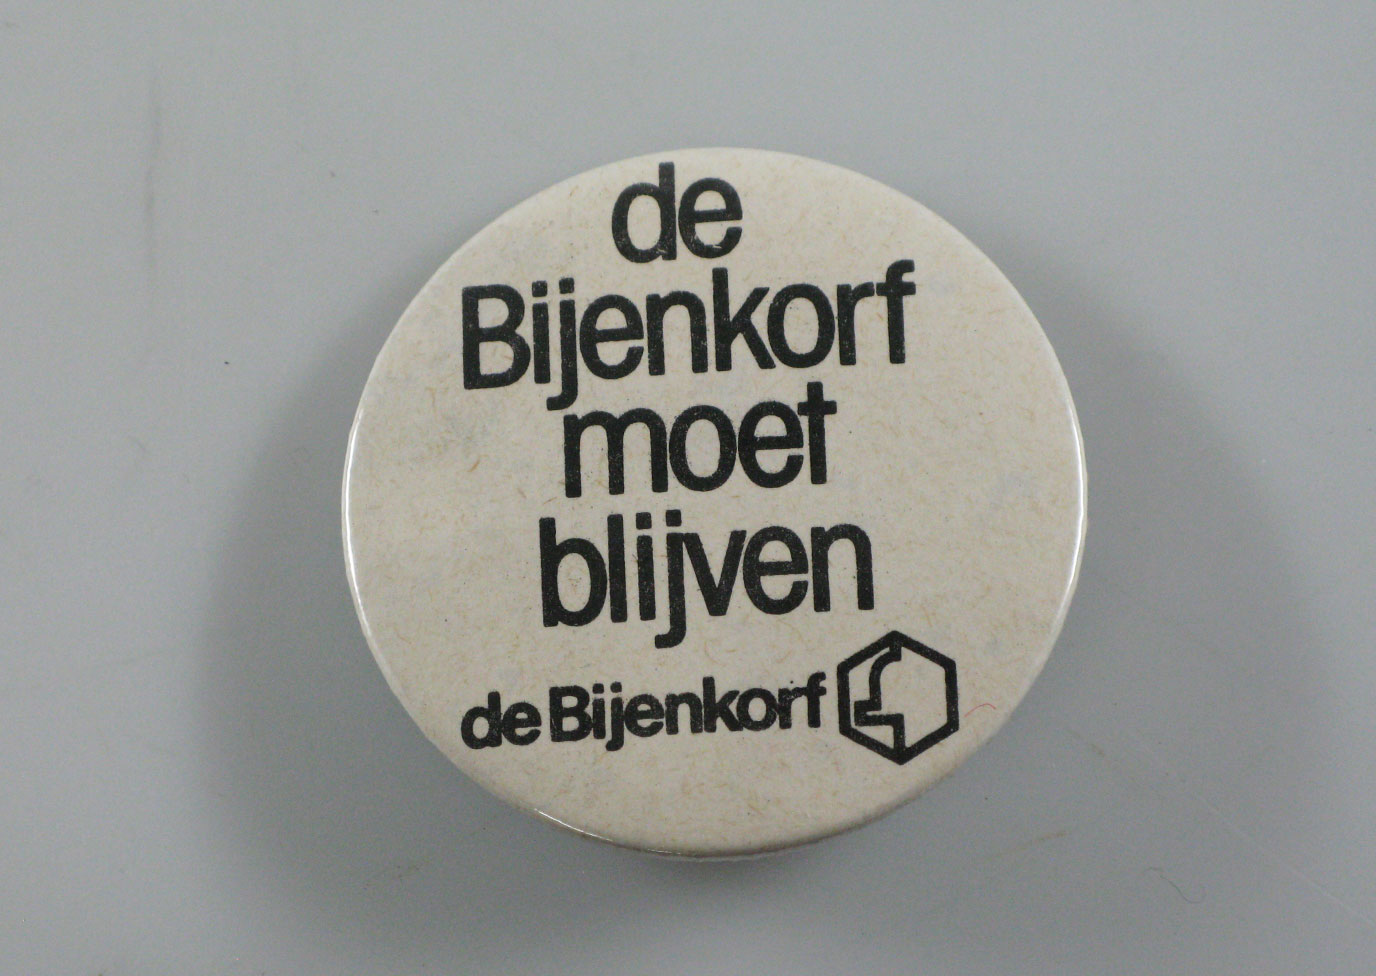 de
Bijenkorf
moet
blijven
de Bijenkorf